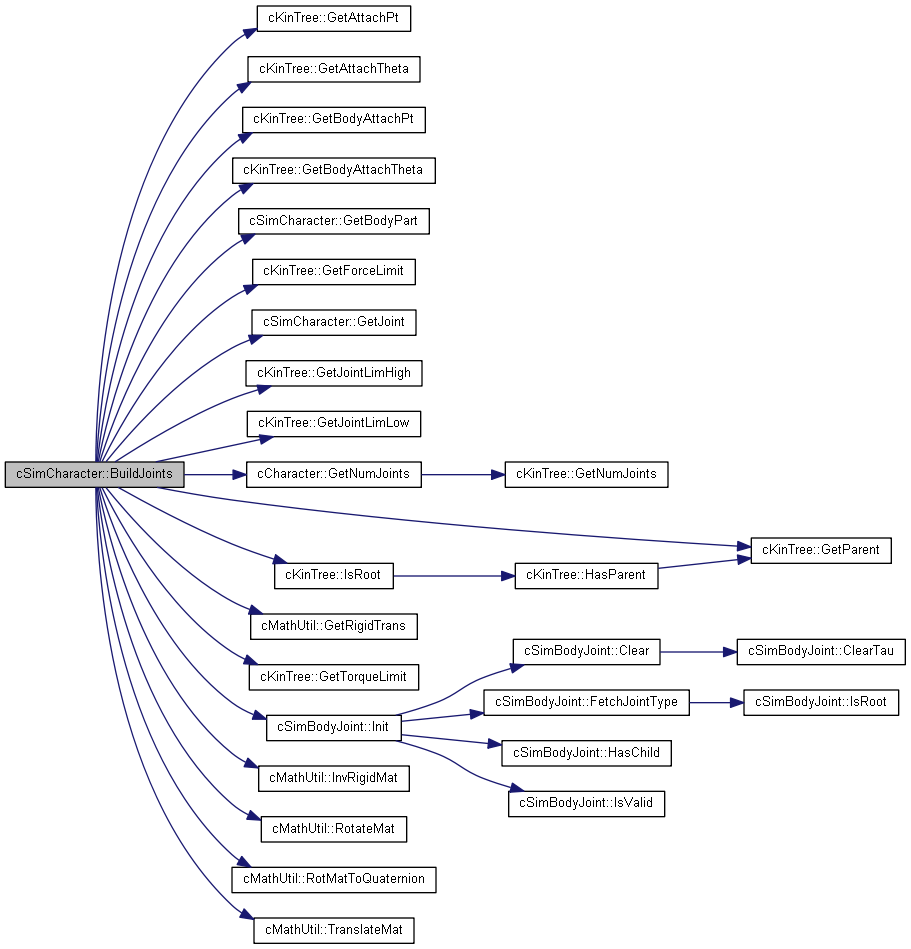 cKinTree::GetAttachPt
cKinTree::GetAttachTheta
cKinTree::GetBodyAttachPt
cKinTree::GetBodyAttachTheta
cSimCharacter::GetBodyPart
cKinTree::GetForceLimit
cSimCharacter::GetJoint
cKinTree::GetJointLimHigh
cKinTree::GetJointLimLow
cSimCharacter::BuildJoints
cCharacter::GetNumJoints
cKinTree::GetNumJoints
cKinTree::GetParent
cKinTree::IsRoot
cKinTree::HasParent
cMathUtil::GetRigidTrans
cSimBodyJoint::Clear
cSimBodyJoint::ClearTau
cKinTree::GetTorqueLimit
cSimBodyJoint::FetchJointType
cSimBodyJoint::IsRoot
cSimBodyJoint::Init
cSimBodyJoint::HasChild
cMathUtil::InvRigidMat
cSimBodyJoint::IsValid
cMathUtil::RotateMat
cMathUtil::RotMatToQuaternion
cMathUtil::TranslateMat